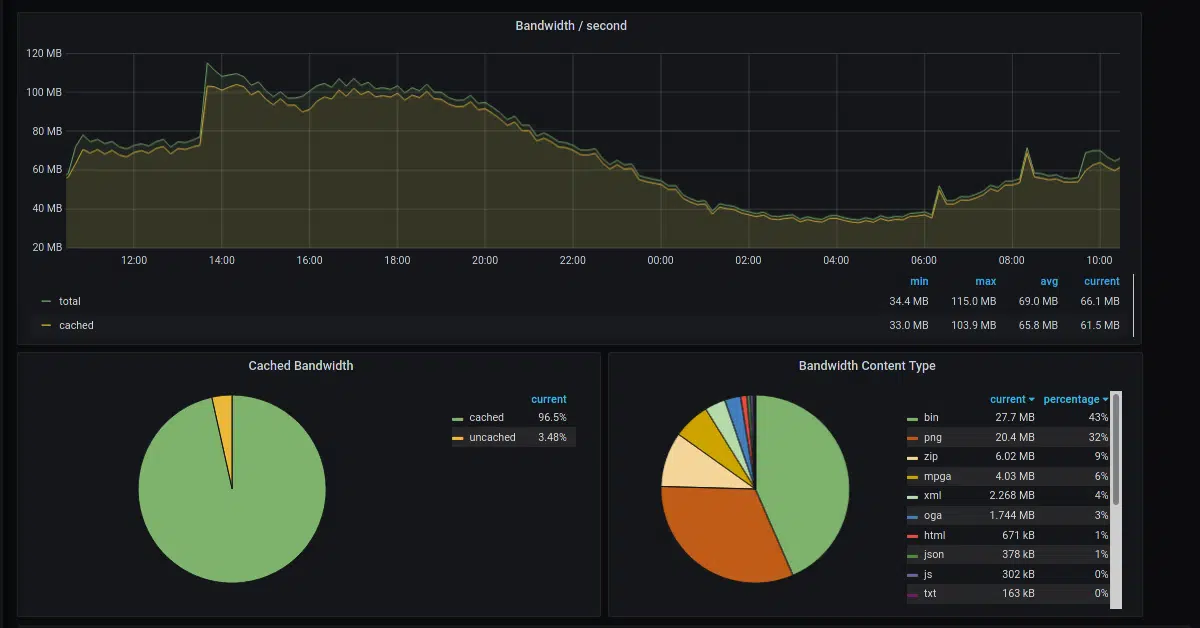 Bandwidth / second
120 MB
100 MB
80 MB
60 MB
40 MB
20 MB
12:00 14:00 16:00 18:00 20:00 22:00 00:00 02:00 04:00 06:00 08:00 10:00
min max avg current
total 34.4 MB 115.0 MB 69.0 MB 66.1 MB
cached 33.0 MB 103.9 MB 65.8 MB 61.5 MB
Cached Bandwidth
current
cached 96.5%
uncached 3.48%
Bandwidth Content Type
current percentage
bin 27.7 MB 43%
png 20.4 MB 32%
zip 6.02 MB 9%
mpga 4.03 MB 6%
xml 2.268 MB 4%
oga 1.744 MB 3%
html 671 kB 1%
json 378 kB 1%
js 302 kB 0%
txt 163 kB 0%